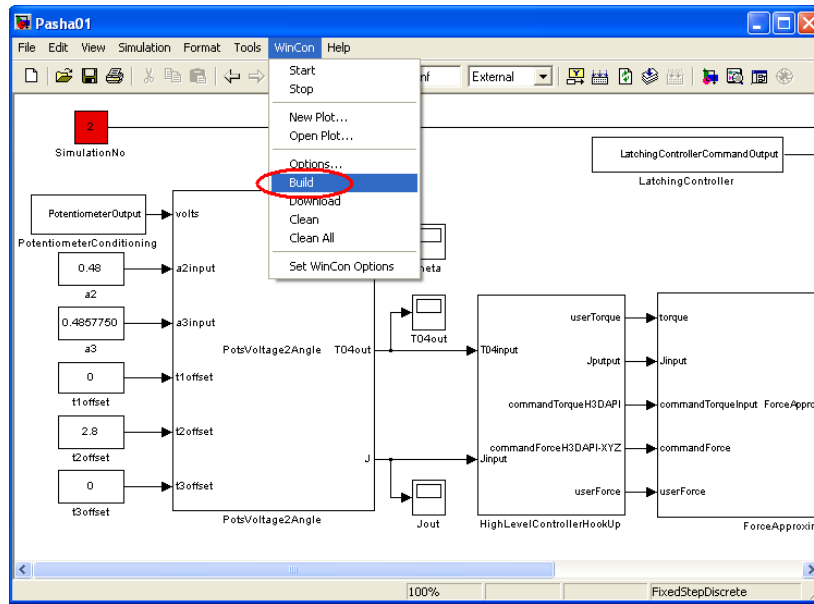 Pasha01
File Edit View Simulation Format Tools WinCon Help
External
Start
Stop
New Plot...
Open Plot...
Options...
Build
Download
Clean
Clean All
Set WinCon Options
2
SimulationNo
LatchingControllerCommandOutput
LatchingController
PotentiometerOutput
PotentiometerConditioning
volts
0.48
a2
a2input
0.4857750
a3
a3input
PotsVoltage2Angle T04out
0
t1offset
t1offset
2.8
t2offset
t2offset
J
0
t3offset
t3offset
PotsVoltage2Angle
T04out
Jout
T04input
userTorque
Jputput
commandTorqueH3DAPI
commandForceH3DAPI-XYZ
Jinput
userForce
HighLevelControllerHookUp
torque
Jinput
commandTorqueInput ForceAppro
commandForce
userForce
ForceApproxir
100%
FixedStepDiscrete